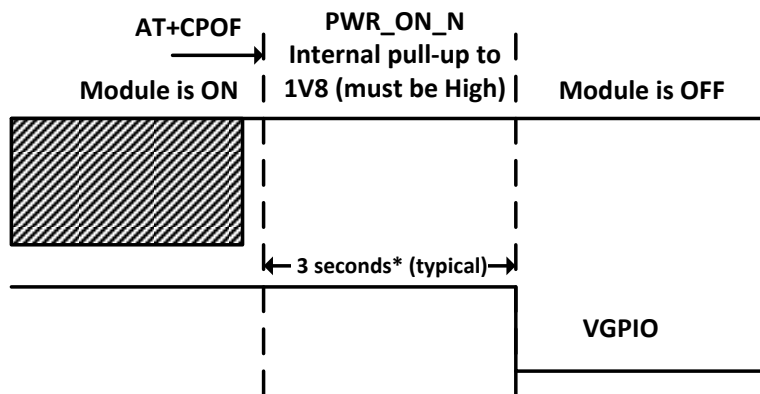 PWR_ON_N
AT+CPOF
Internal pull-up to
Module is ON
1V8 (must be High)
Module is OFF
3 seconds* (typical)
VGPIO